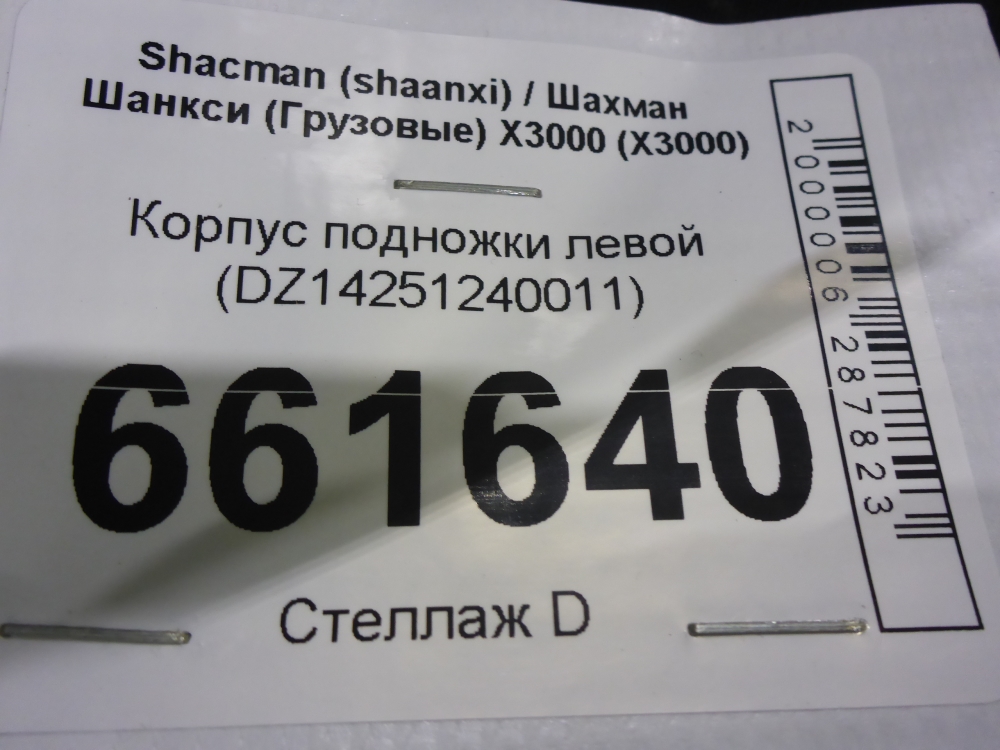 Shacman (shaanxi) / Шахман
Шанкси (Грузовые) X3000 (X3000)
Корпус подножки левой
(DZ14251240011)
661640
Стеллаж D
2000006287823